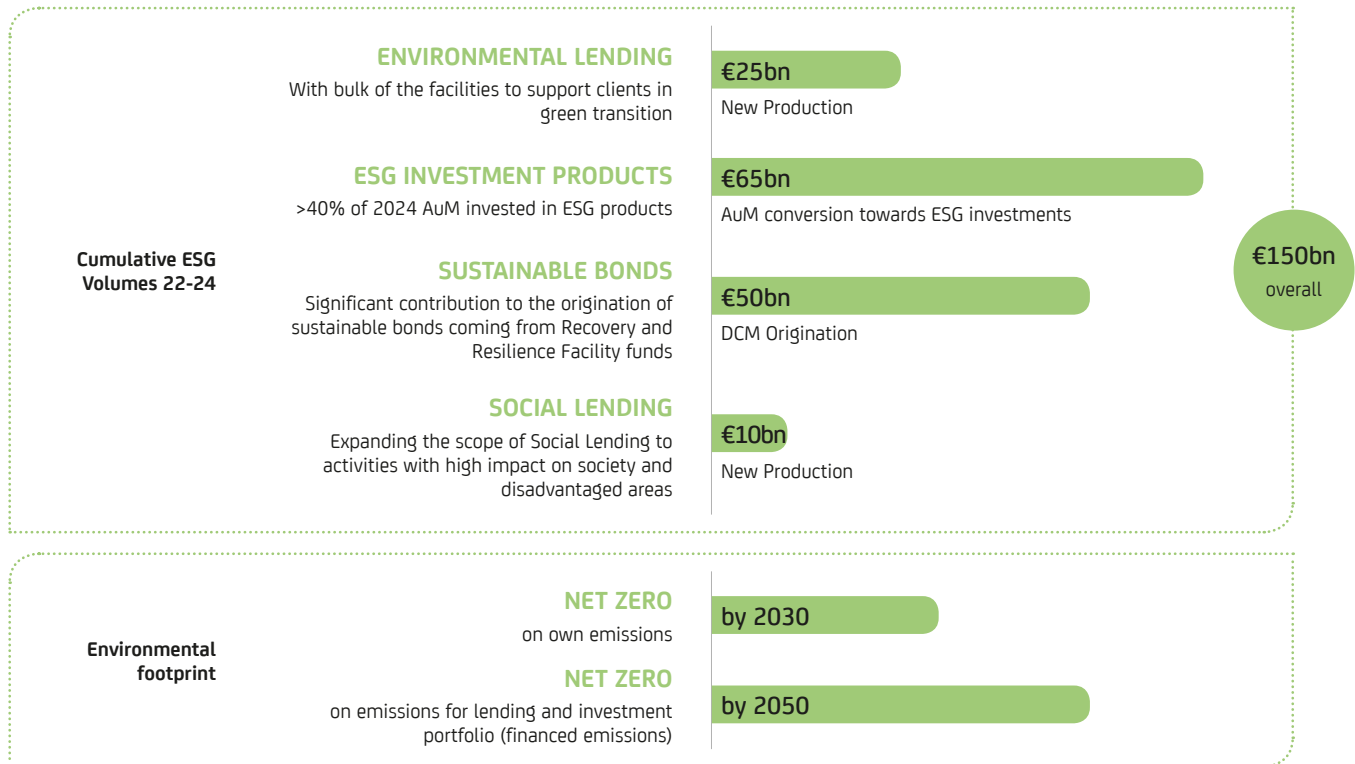 Cumulative ESG
Volumes 22-24
ENVIRONMENTAL LENDING
With bulk of the facilities to support clients in
green transition
€25bn
New Production
ESG INVESTMENT PRODUCTS
>40% of 2024 AuM invested in ESG products
€65bn
AuM conversion towards ESG investments
SUSTAINABLE BONDS
Significant contribution to the origination of
sustainable bonds coming from Recovery and
Resilience Facility funds
€50bn
DCM Origination
SOCIAL LENDING
Expanding the scope of Social Lending to
activities with high impact on society and
disadvantaged areas
€10bn
New Production
€150bn
overall
Environmental
footprint
NET ZERO
on own emissions
by 2030
NET ZERO
on emissions for lending and investment
portfolio (financed emissions)
by 2050